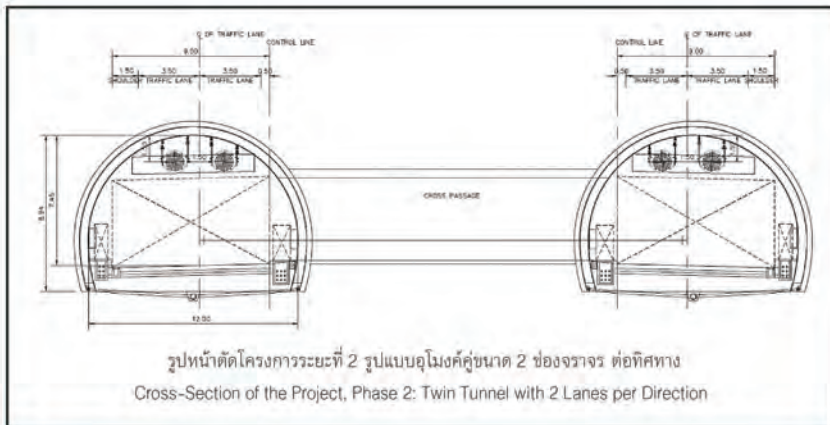 ℄ OF TRAFFIC LANE
CONTROL LINE
9.00
1.50 3.50 3.50 0.50
SHOULDER TRAFFIC LANE TRAFFIC LANE
℄ OF TRAFFIC LANE
CONTROL LINE
9.00
0.50 3.50 3.50 1.50
TRAFFIC LANE TRAFFIC LANE SHOULDER
1.50
1.50
7.45
CROSS PASSAGE
12.00
รูปหน้าตัดโครงการระยะที่ 2 รูปแบบอุโมงค์คู่ขนาด 2 ช่องจราจร ต่อทิศทาง
Cross-Section of the Project, Phase 2: Twin Tunnel with 2 Lanes per Direction